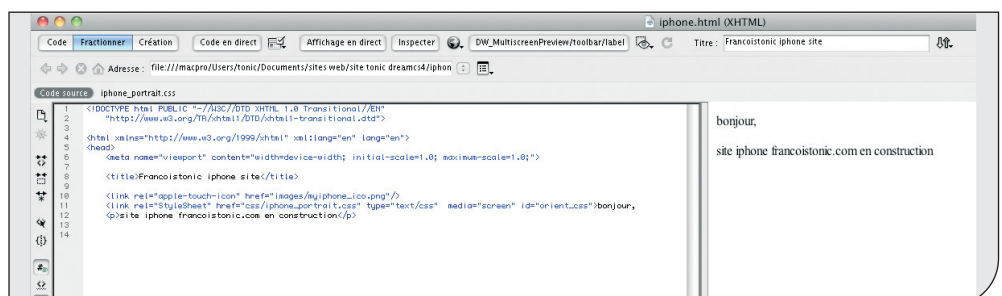 iphone.html (XHTML)
Code Fractionner Création Code en direct Affichage en direct Inspecter DW_MultiscreenPreview/toolbar/label Titre : Francoistonic iphone site
Adresse : file:///macpro/Users/tonic/Documents/sites web/site tonic dreamcs4/iphon
Code source iphone_portrait.css
1 <!DOCTYPE html PUBLIC "-//W3C//DTD XHTML 1.0 Transitional//EN"
2 "http://www.w3.org/TR/xhtml1/DTD/xhtml1-transitional.dtd">
3
4 <html xmlns="http://www.w3.org/1999/xhtml" xml:lang="en" lang="en">
5 <head>
6 <meta name="viewport" content="width=device-width; initial-scale=1.0; maximum-scale=1.0;">
7
8 <title>Francoistonic iphone site</title>
9
10 <link rel="apple-touch-icon" href="images/myiphone_ico.png"/>
11 <link rel="StyleSheet" href="css/iphone_portrait.css" type="text/css" media="screen" id="orient_css">bonjour,
12 <p>site iphone francoistonic.com en construction</p>
13
14
bonjour,
site iphone francoistonic.com en construction